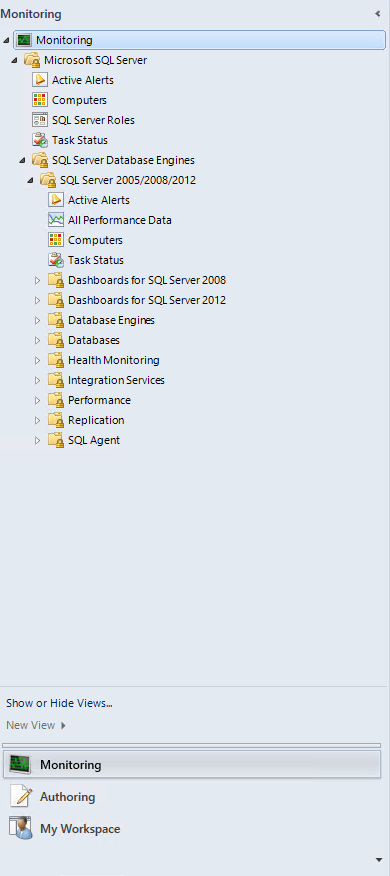 Monitoring
Monitoring
Microsoft SQL Server
Active Alerts
Computers
SQL Server Roles
Task Status
SQL Server Database Engines
SQL Server 2005/2008/2012
Active Alerts
All Performance Data
Computers
Task Status
Dashboards for SQL Server 2008
Dashboards for SQL Server 2012
Database Engines
Databases
Health Monitoring
Integration Services
Performance
Replication
SQL Agent
Show or Hide Views...
New View
Monitoring
Authoring
My Workspace